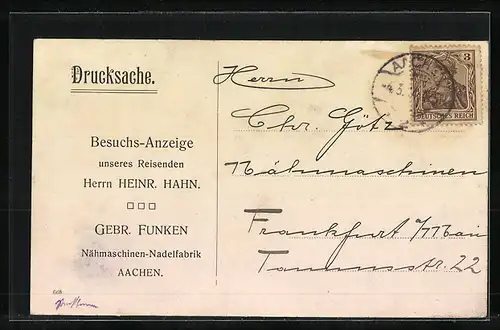 Drucksache.
Besuchs-Anzeige
unseres Reisenden
Herrn HEINR. HAHN.
GEBR. FUNKEN
Nähmaschinen-Nadelfabrik
AACHEN.
Herrn
Chr. Götz
Nähmaschinen
Frankfurt a/Main
Taunusstr. 22
3
DEUTSCHES REICH